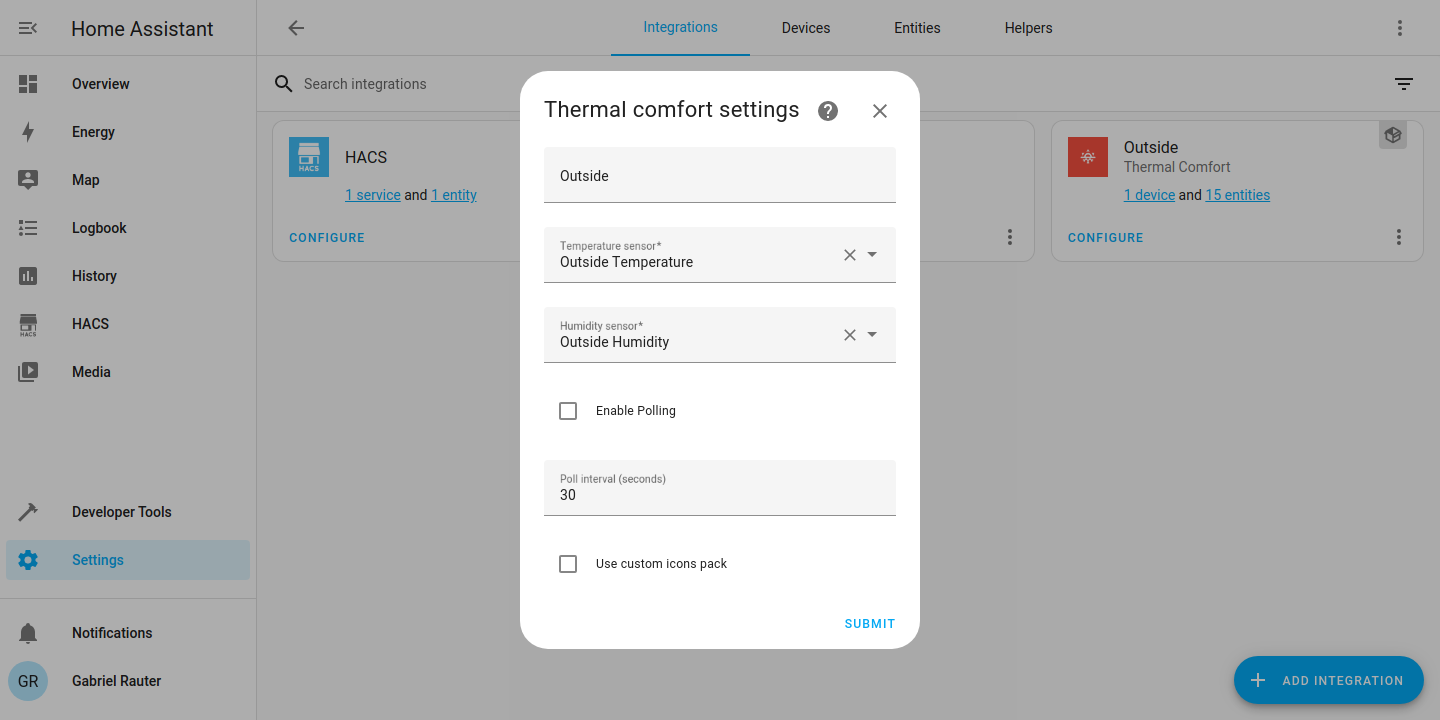 Home Assistant
Integrations
Devices
Entities
Helpers
Search integrations
Overview
Energy
Map
Logbook
History
HACS
Media
Developer Tools
Settings
Notifications
GR
Gabriel Rauter
HACS
HACS
HACS
1 service and 1 entity
CONFIGURE
Outside
Thermal Comfort
1 device and 15 entities
CONFIGURE
Thermal comfort settings
?
Outside
Temperature sensor*
Outside Temperature
Humidity sensor*
Outside Humidity
Enable Polling
Poll interval (seconds)
30
Use custom icons pack
SUBMIT
ADD INTEGRATION